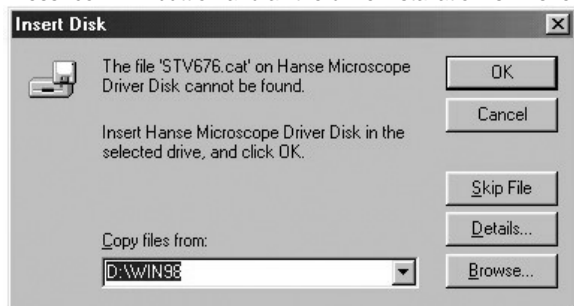 Insert Disk
The file 'STV676.cat' on Hanse Microscope
Driver Disk cannot be found.
Insert Hanse Microscope Driver Disk in the
selected drive, and click OK.
Copy files from:
D:\WIN98
OK
Cancel
Skip File
Details...
Browse...